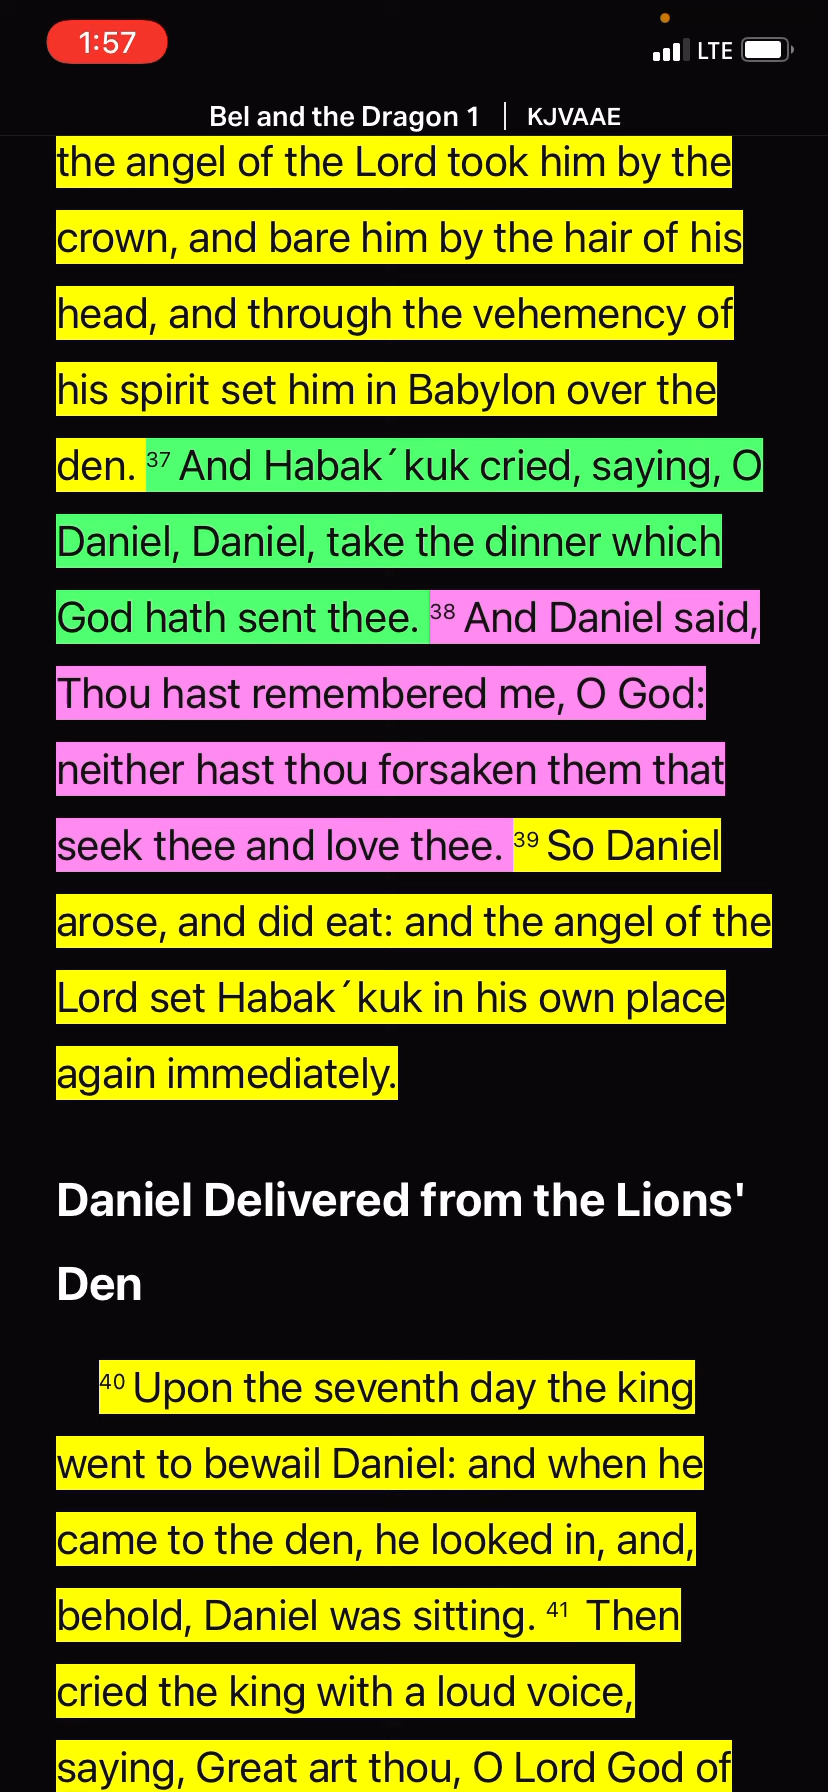 1:57
LTE
Bel and the Dragon 1 | KJVAAE
the angel of the Lord took him by the
crown, and bare him by the hair of his
head, and through the vehemency of
his spirit set him in Babylon over the
den. 37 And Habak´kuk cried, saying, O
Daniel, Daniel, take the dinner which
God hath sent thee. 38 And Daniel said,
Thou hast remembered me, O God:
neither hast thou forsaken them that
seek thee and love thee. 39 So Daniel
arose, and did eat: and the angel of the
Lord set Habak´kuk in his own place
again immediately.
Daniel Delivered from the Lions'
Den
40 Upon the seventh day the king
went to bewail Daniel: and when he
came to the den, he looked in, and,
behold, Daniel was sitting. 41 Then
cried the king with a loud voice,
saying, Great art thou, O Lord God of